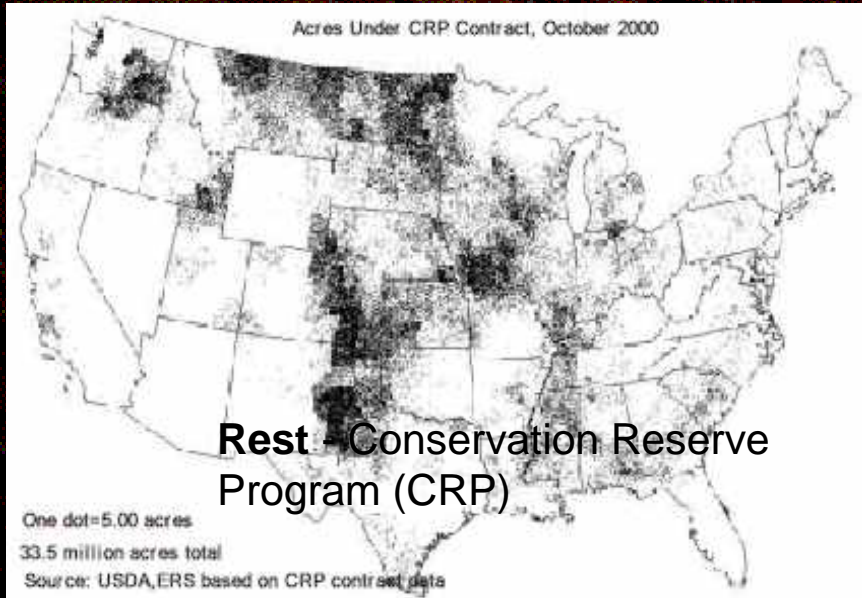 Acres Under CRP Contract, October 2000
Rest - Conservation Reserve
Program (CRP)
One dot=5.00 acres
33.5 million acres total
Source: USDA,ERS based on CRP contract data